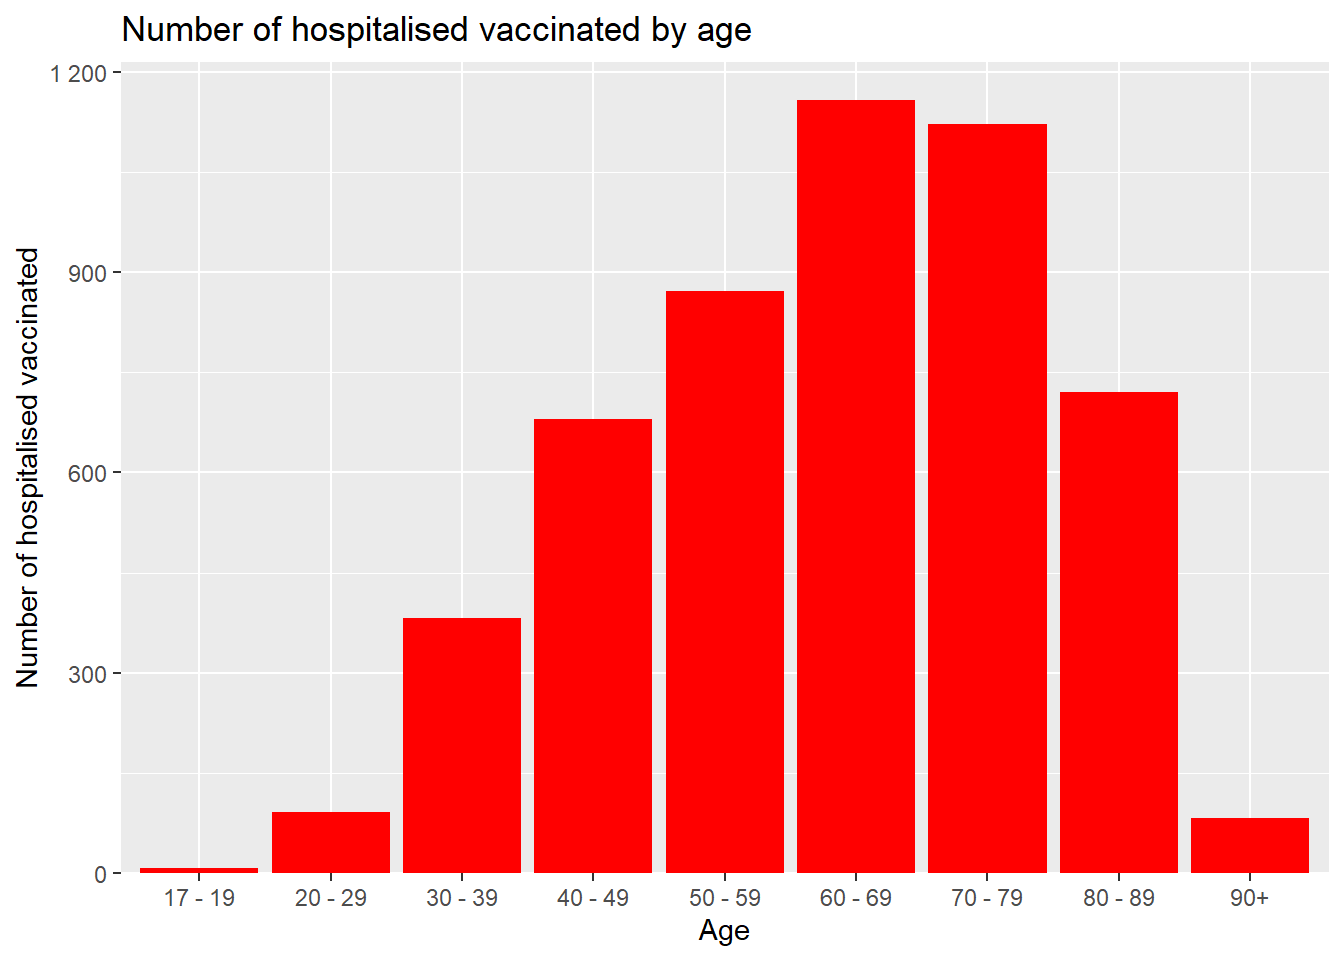 Number of hospitalised vaccinated by age
Number of hospitalised vaccinated
1 200
900
600
300
0
17 - 19
20 - 29
30 - 39
40 - 49
50 - 59
60 - 69
70 - 79
80 - 89
90+
Age